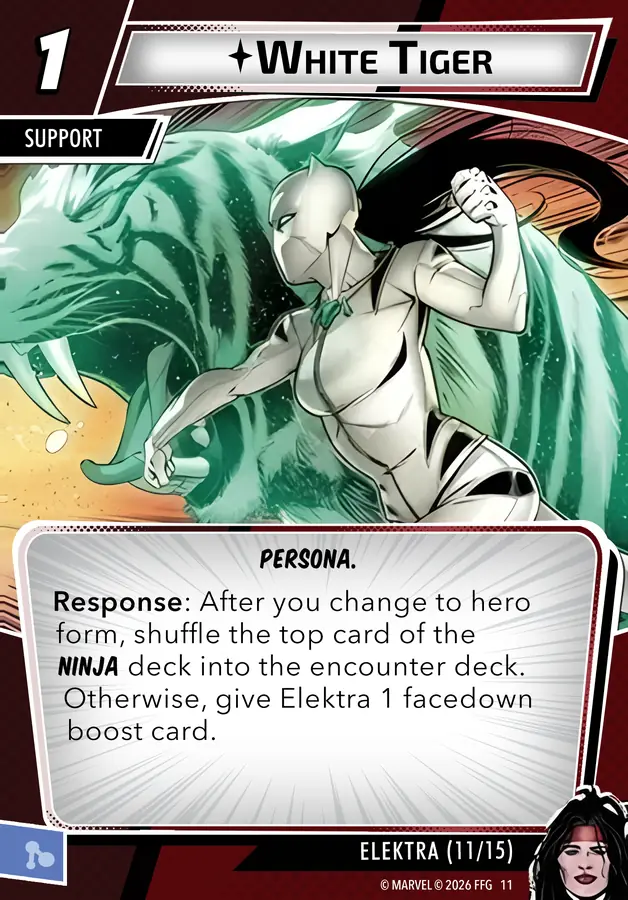 1
✦White Tiger
SUPPORT
PERSONA.
Response: After you change to hero
form, shuffle the top card of the
NINJA deck into the encounter deck.
Otherwise, give Elektra 1 facedown
boost card.
ELEKTRA (11/15)
© MARVEL © 2026 FFG 11